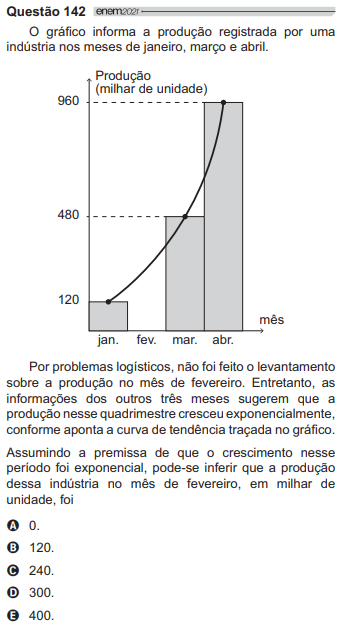 Questão 142 enem2021
O gráfico informa a produção registrada por uma
indústria nos meses de janeiro, março e abril.
Produção
(milhar de unidade)
960
480
120
mês
jan. fev. mar. abr.
Por problemas logísticos, não foi feito o levantamento
sobre a produção no mês de fevereiro. Entretanto, as
informações dos outros três meses sugerem que a
produção nesse quadrimestre cresceu exponencialmente,
conforme aponta a curva de tendência traçada no gráfico.
Assumindo a premissa de que o crescimento nesse
período foi exponencial, pode-se inferir que a produção
dessa indústria no mês de fevereiro, em milhar de
unidade, foi
A 0.
B 120.
C 240.
D 300.
E 400.